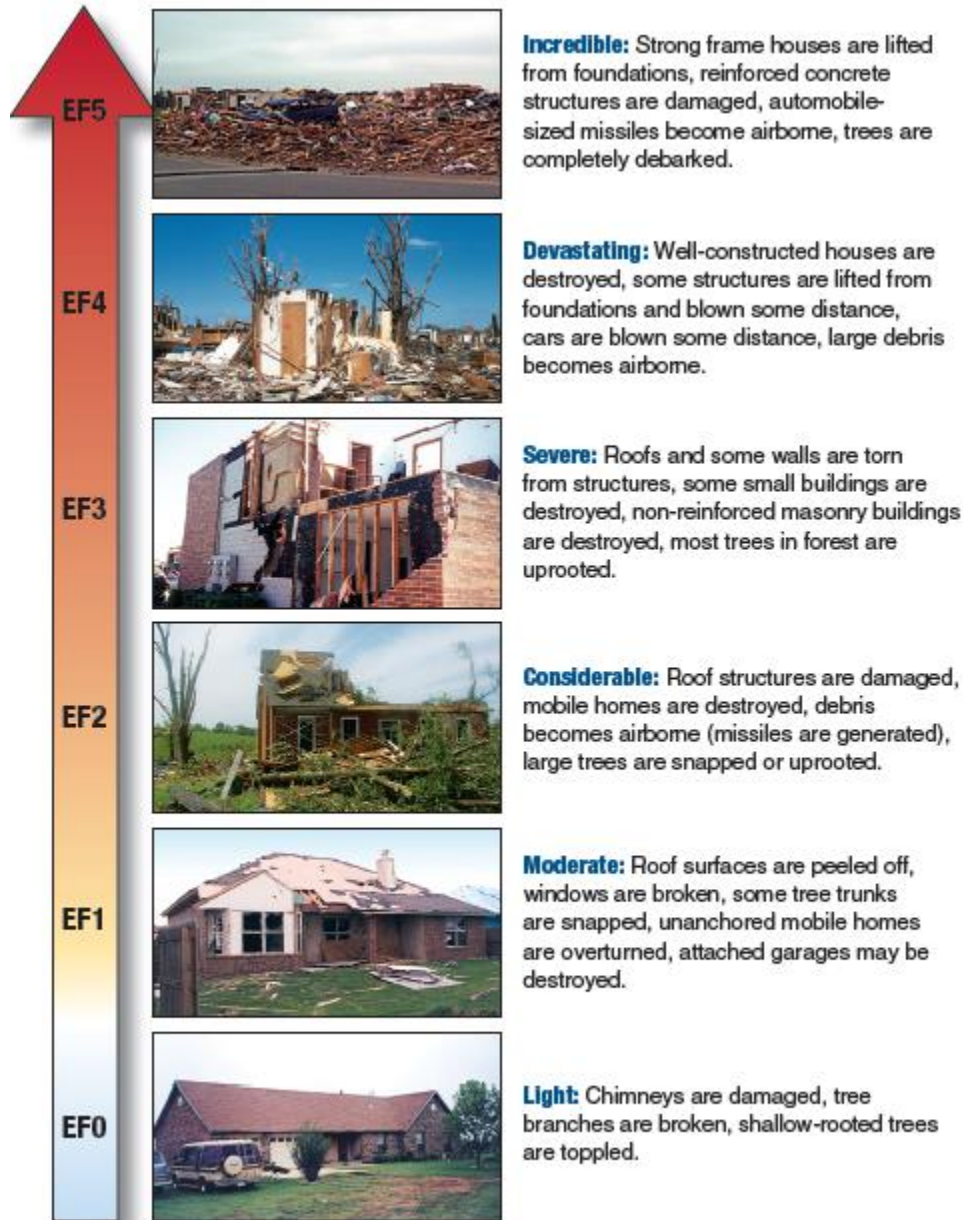 EF5
Incredible: Strong frame houses are lifted
from foundations, reinforced concrete
structures are damaged, automobile-
sized missiles become airborne, trees are
completely debarked.
EF4
Devastating: Well-constructed houses are
destroyed, some structures are lifted from
foundations and blown some distance,
cars are blown some distance, large debris
becomes airborne.
EF3
Severe: Roofs and some walls are torn
from structures, some small buildings are
destroyed, non-reinforced masonry buildings
are destroyed, most trees in forest are
uprooted.
EF2
Considerable: Roof structures are damaged,
mobile homes are destroyed, debris
becomes airborne (missiles are generated),
large trees are snapped or uprooted.
EF1
Moderate: Roof surfaces are peeled off,
windows are broken, some tree trunks
are snapped, unanchored mobile homes
are overturned, attached garages may be
destroyed.
EF0
Light: Chimneys are damaged, tree
branches are broken, shallow-rooted trees
are toppled.